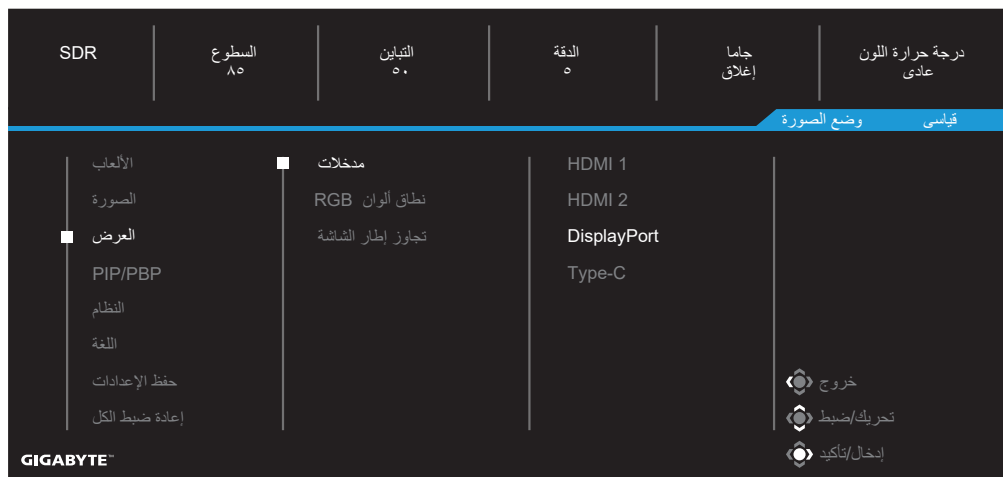 SDR
السطوع
٨٥
التباين
٥٠
الدقة
٥
جاما
إغلاق
درجة حرارة اللون
عادى
وضع الصورة
قياسى
الألعاب
الصورة
العرض
PIP/PBP
النظام
اللغة
حفظ الإعدادات
إعادة ضبط الكل
مدخلات
نطاق ألوان RGB
تجاوز إطار الشاشة
HDMI 1
HDMI 2
DisplayPort
Type-C
خروج
تحريك/ضبط
إدخال/تأكيد
GIGABYTE™